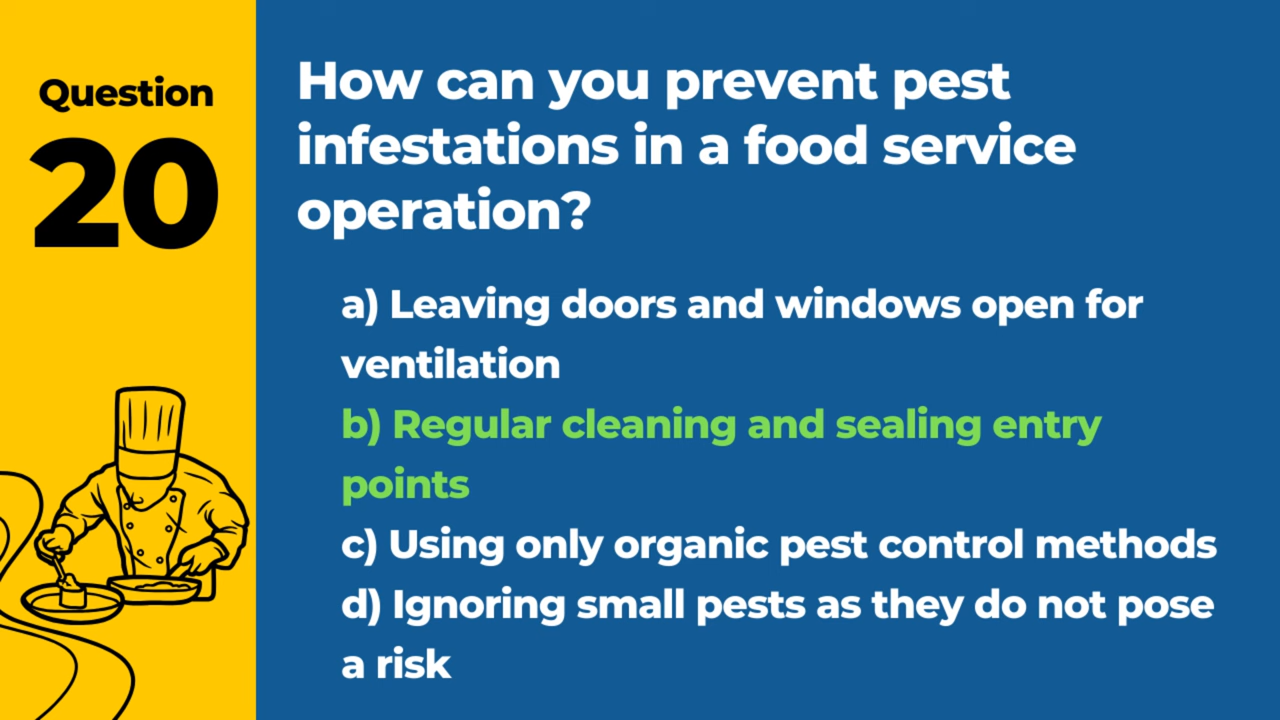 Question
20
How can you prevent pest
infestations in a food service
operation?
a) Leaving doors and windows open for
ventilation
b) Regular cleaning and sealing entry
points
c) Using only organic pest control methods
d) Ignoring small pests as they do not pose
a risk